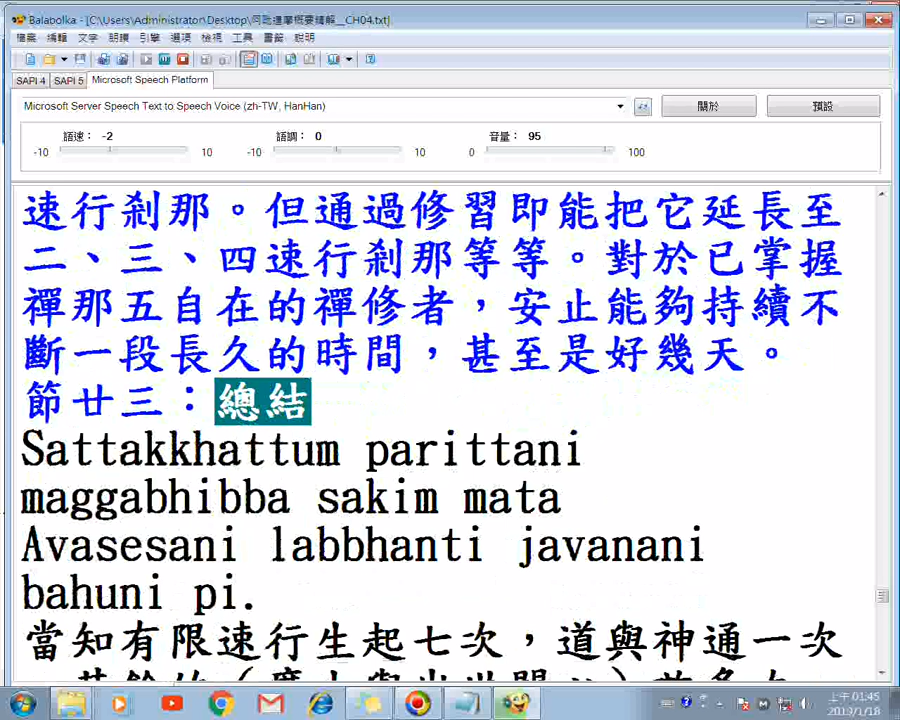 Balabolka - [C:\Users\Administrator\Desktop\阿毗達摩概要精解__CH04.txt]
檔案 編輯 文字 朗讀 引擎 選項 檢視 工具 書籤 說明
SAPI 4 SAPI 5 Microsoft Speech Platform
Microsoft Server Speech Text to Speech Voice (zh-TW, HanHan) 關於 預設
語速： -2 語調： 0 音量： 95
-10 10 -10 10 0 100
速行剎那。但通過修習即能把它延長至
二、三、四速行剎那等等。對於已掌握
禪那五自在的禪修者，安止能夠持續不
斷一段長久的時間，甚至是好幾天。
節廿三：總結
Sattakkhattum parittani
maggabhibba sakim mata
Avasesani labbhanti javanani
bahuni pi.
當知有限速行生起七次，道與神通一次
上午 01:45
2019/1/18